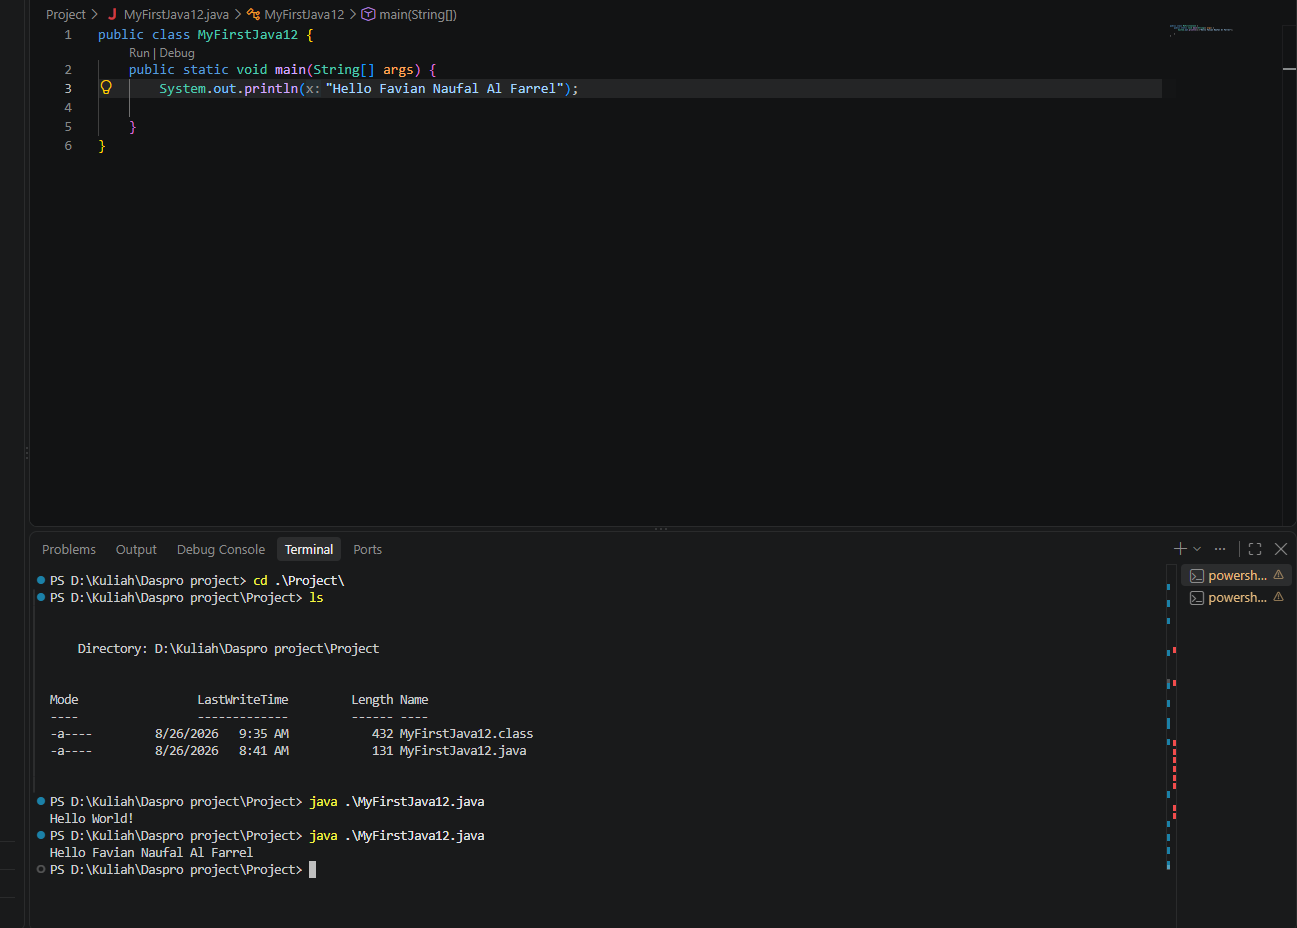 Project > MyFirstJava12.java > MyFirstJava12 > main(String[])
1 public class MyFirstJava12 {
Run | Debug
2 public static void main(String[] args) {
3 System.out.println(x: "Hello Favian Naufal Al Farrel");
4
5 }
6 }
Problems Output Debug Console Terminal Ports
powersh...
powersh...
PS D:\Kuliah\Daspro project> cd .\Project\
PS D:\Kuliah\Daspro project\Project> ls
Directory: D:\Kuliah\Daspro project\Project
Mode LastWriteTime Length Name
---- ------------- ------ ----
-a---- 8/26/2026 9:35 AM 432 MyFirstJava12.class
-a---- 8/26/2026 8:41 AM 131 MyFirstJava12.java
PS D:\Kuliah\Daspro project\Project> java .\MyFirstJava12.java
Hello World!
PS D:\Kuliah\Daspro project\Project> java .\MyFirstJava12.java
Hello Favian Naufal Al Farrel
PS D:\Kuliah\Daspro project\Project>